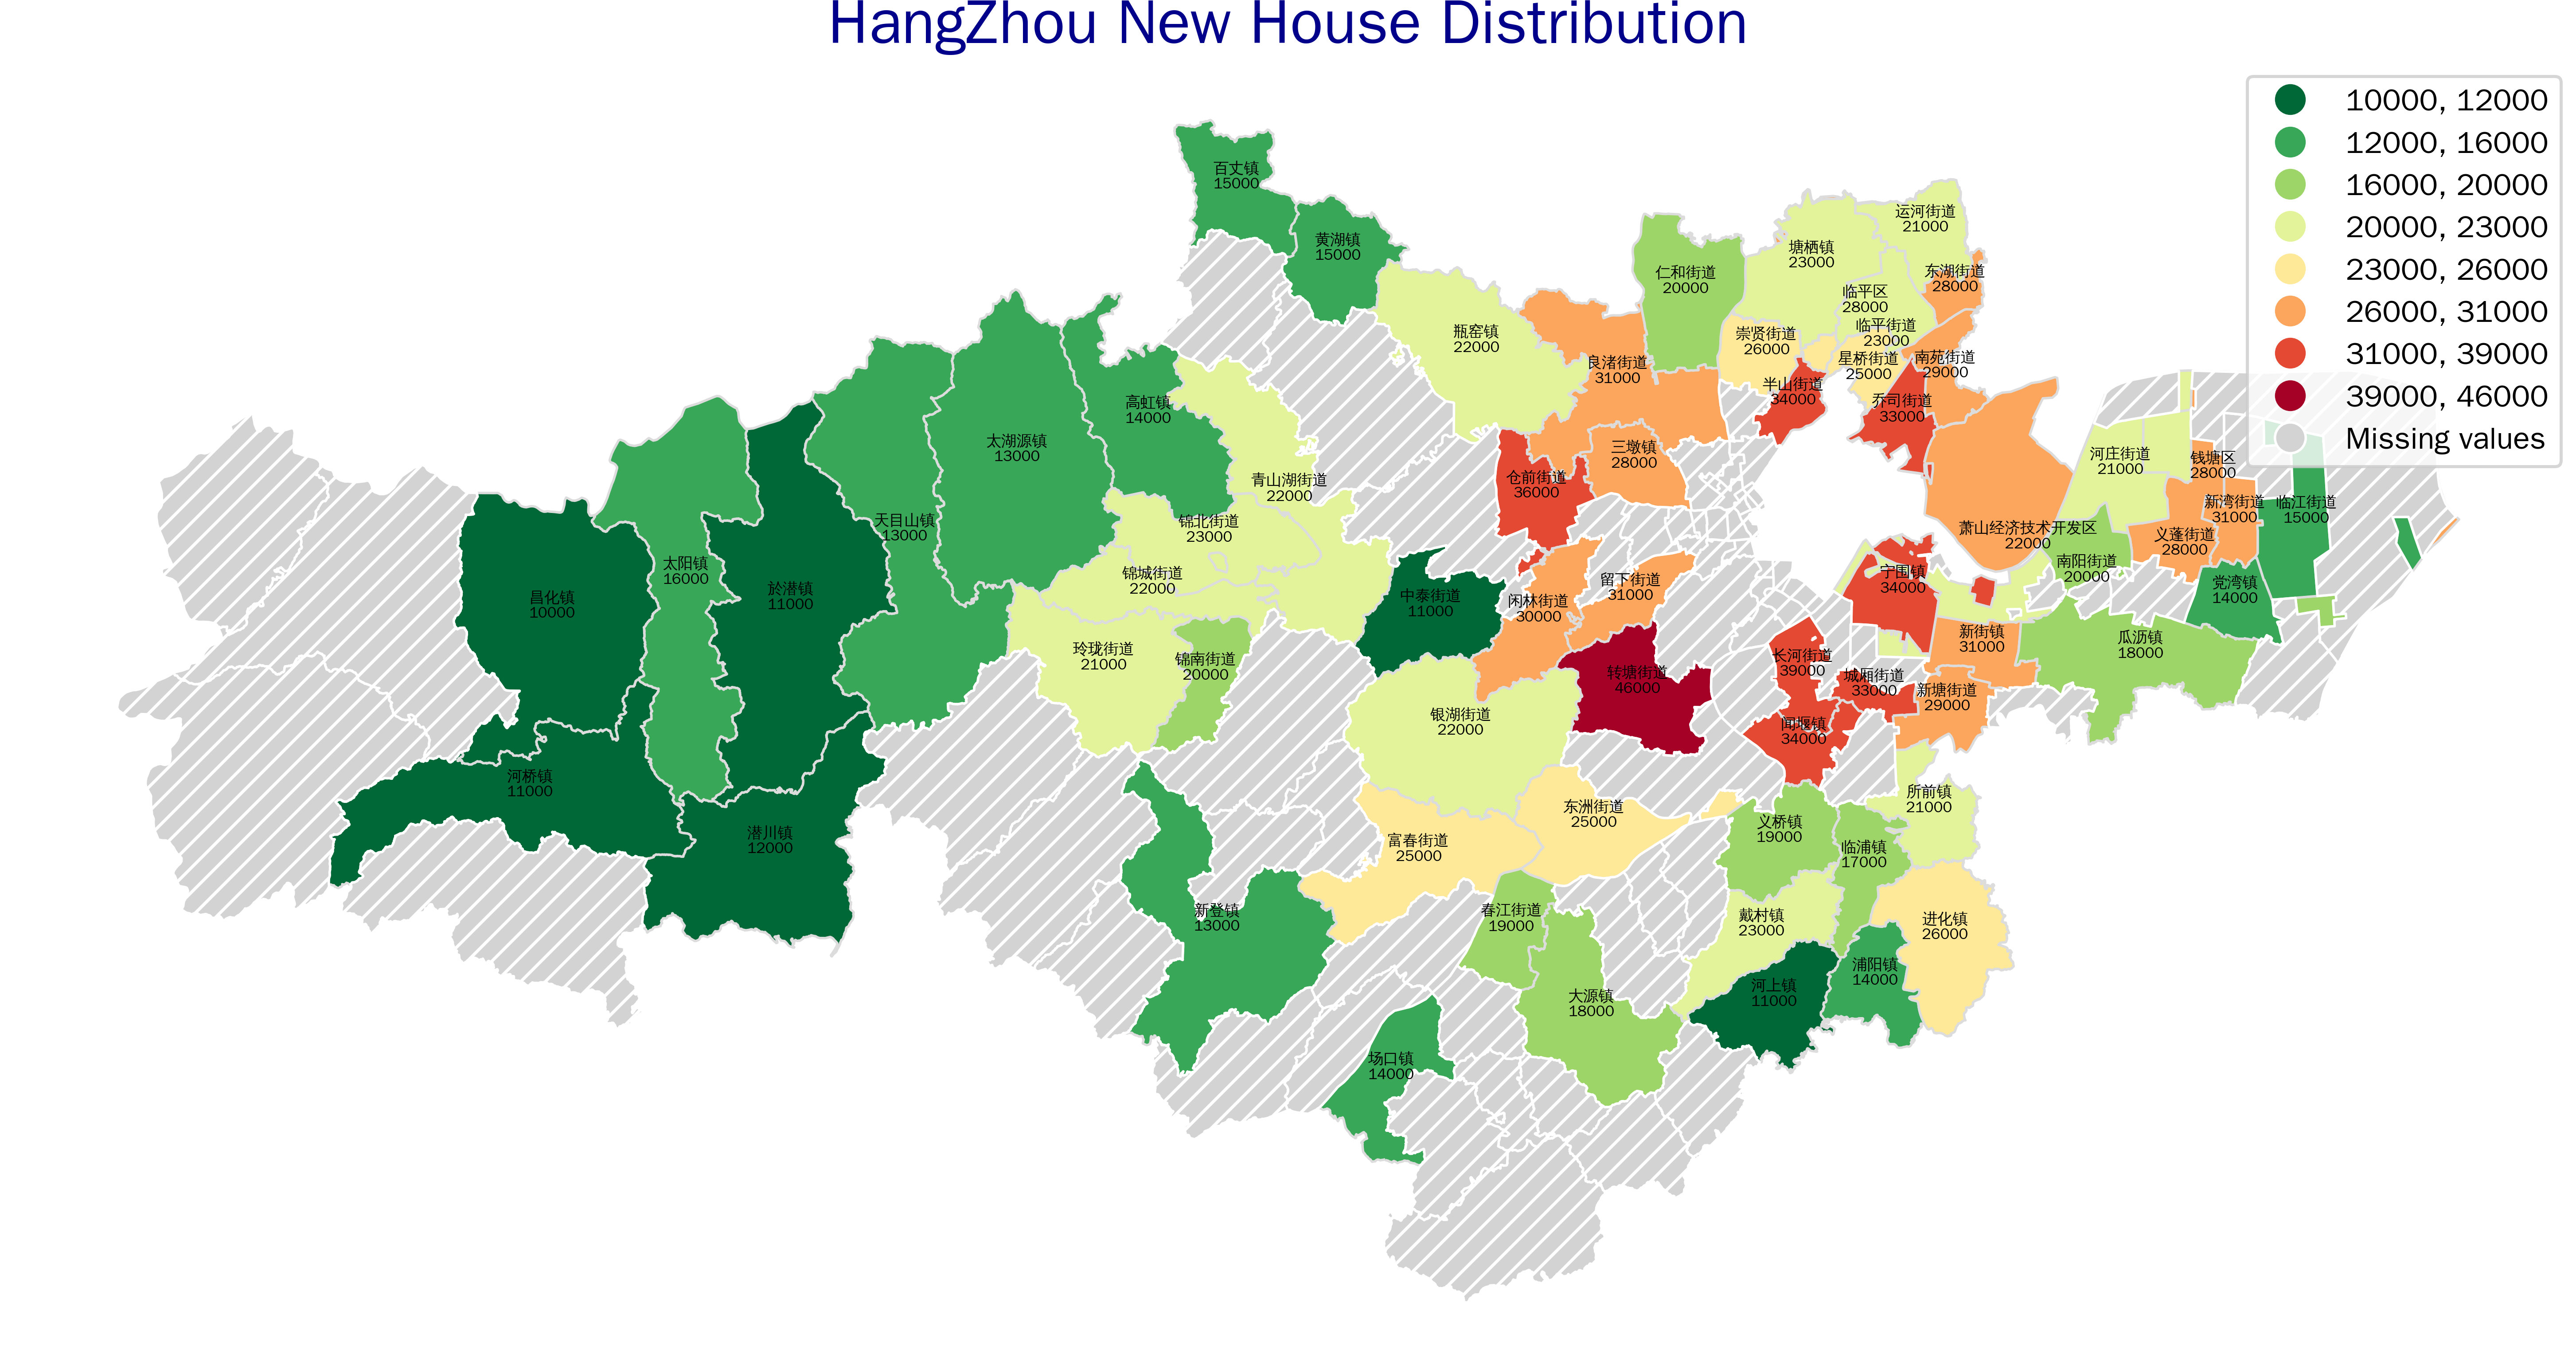 HangZhou New House Distribution
10000, 12000
12000, 16000
16000, 20000
20000, 23000
23000, 26000
26000, 31000
31000, 39000
39000, 46000
Missing values
百丈镇
15000
黄湖镇
15000
运河街道
21000
塘栖镇
23000
仁和街道
20000
东湖街道
28000
临平区
28000
临平街道
23000
瓶窑镇
22000
崇贤街道
26000
良渚街道
31000
星桥街道
25000
南苑街道
29000
半山街道
34000
乔司街道
33000
高虹镇
14000
太湖源镇
13000
三墩镇
28000
河庄街道
21000
钱塘区
28000
青山湖街道
22000
仓前街道
36000
新湾街道
31000
临江街道
15000
天目山镇
13000
锦北街道
23000
萧山经济技术开发区
22000
义蓬街道
28000
太阳镇
16000
锦城街道
22000
南阳街道
20000
宁围镇
34000
留下街道
31000
党湾镇
14000
昌化镇
10000
於潜镇
11000
中泰街道
11000
闲林街道
30000
新街镇
31000
瓜沥镇
18000
玲珑街道
21000
锦南街道
20000
长河街道
39000
转塘街道
46000
城厢街道
33000
新塘街道
29000
银湖街道
22000
闻堰镇
34000
河桥镇
11000
所前镇
21000
东洲街道
25000
义桥镇
19000
潜川镇
12000
富春街道
25000
临浦镇
17000
新登镇
13000
春江街道
19000
戴村镇
23000
进化镇
26000
浦阳镇
14000
河上镇
11000
大源镇
18000
场口镇
14000